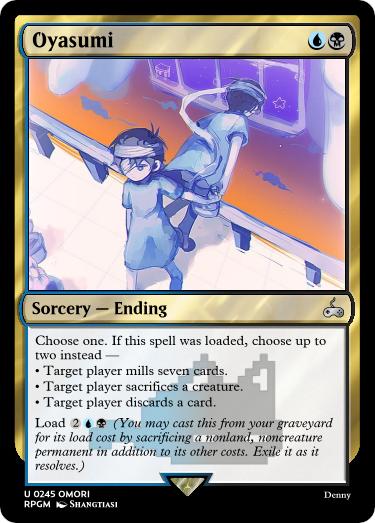 Oyasumi
Sorcery — Ending
Choose one. If this spell was loaded, choose up to
two instead —
• Target player mills seven cards.
• Target player sacrifices a creature.
• Target player discards a card.
Load 2 (You may cast this from your graveyard
for its load cost by sacrificing a nonland, noncreature
permanent in addition to its other costs. Exile it as it
resolves.)
U 0245 OMORI
Denny
RPGM SHANGTIASI